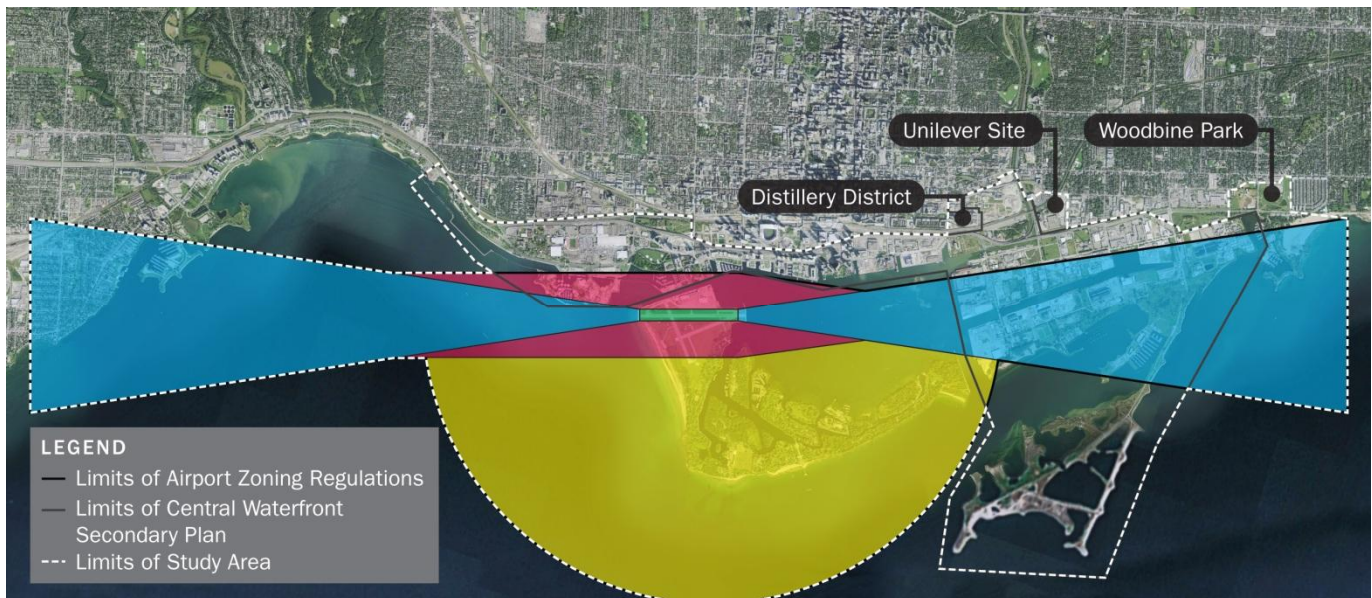 Unilever Site
Woodbine Park
Distillery District
LEGEND
Limits of Airport Zoning Regulations
Limits of Central Waterfront
Secondary Plan
Limits of Study Area